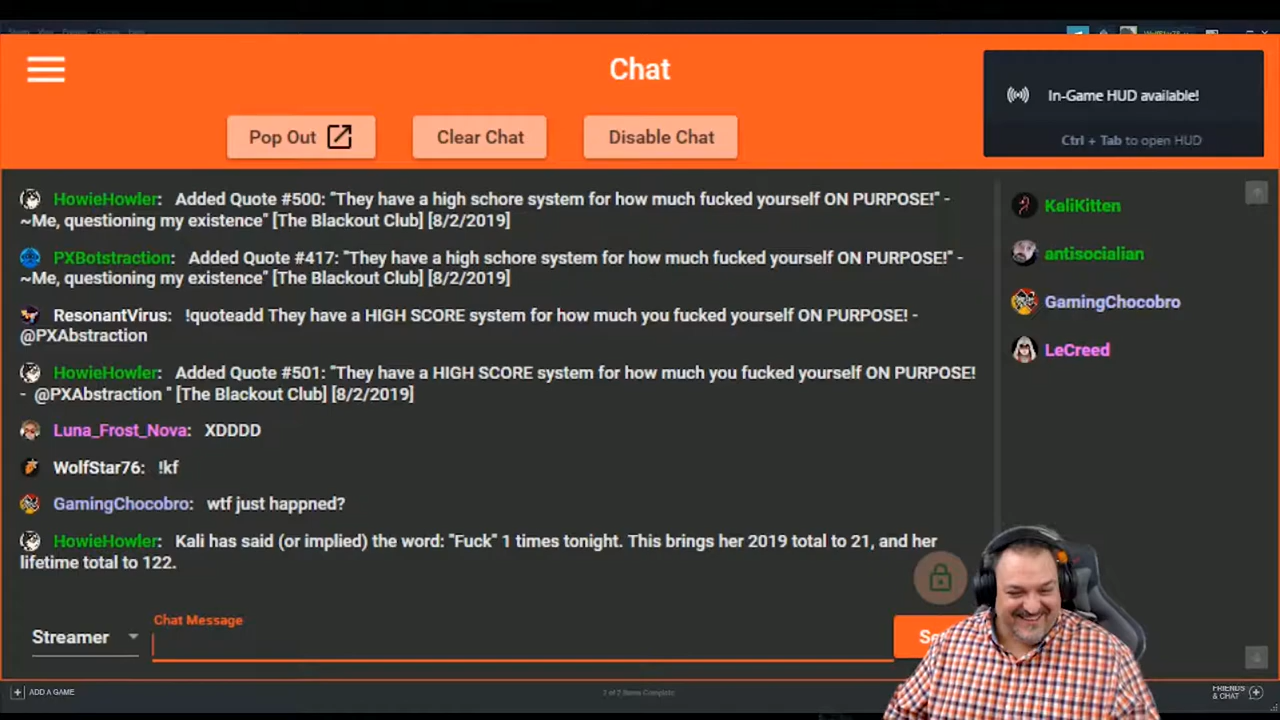 Chat
In-Game HUD available!
Ctrl + Tab to open HUD
Pop Out
Clear Chat
Disable Chat
HowieHowler: Added Quote #500: "They have a high schore system for how much fucked yourself ON PURPOSE!" -
~Me, questioning my existence" [The Blackout Club] [8/2/2019]
PXBotstraction: Added Quote #417: "They have a high schore system for how much fucked yourself ON PURPOSE!" -
~Me, questioning my existence" [The Blackout Club] [8/2/2019]
ResonantVirus: !quoteadd They have a HIGH SCORE system for how much you fucked yourself ON PURPOSE! -
@PXAbstraction
HowieHowler: Added Quote #501: "They have a HIGH SCORE system for how much you fucked yourself ON PURPOSE!
- @PXAbstraction " [The Blackout Club] [8/2/2019]
Luna_Frost_Nova: XDDDD
WolfStar76: !kf
GamingChocobro: wtf just happned?
HowieHowler: Kali has said (or implied) the word: "Fuck" 1 times tonight. This brings her 2019 total to 21, and her
lifetime total to 122.
KaliKitten
antisocialian
GamingChocobro
LeCreed
Chat Message
Streamer
ADD A GAME
7 of 7 Items Complete
FRIENDS
& CHAT